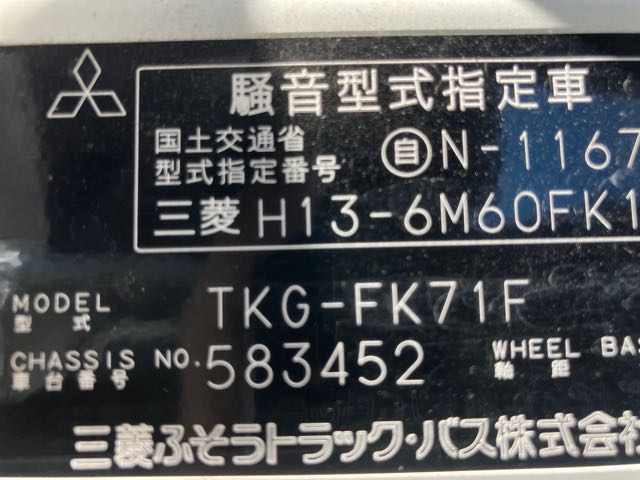 騒音型式指定車
国土交通省
型式指定番号 自N-1167
三菱 H13-6M60FK1
MODEL TKG-FK71F
型式
CHASSIS NO. 583452 WHEEL BAS
車台番号 軸距
三菱ふそうトラック・バス株式会社